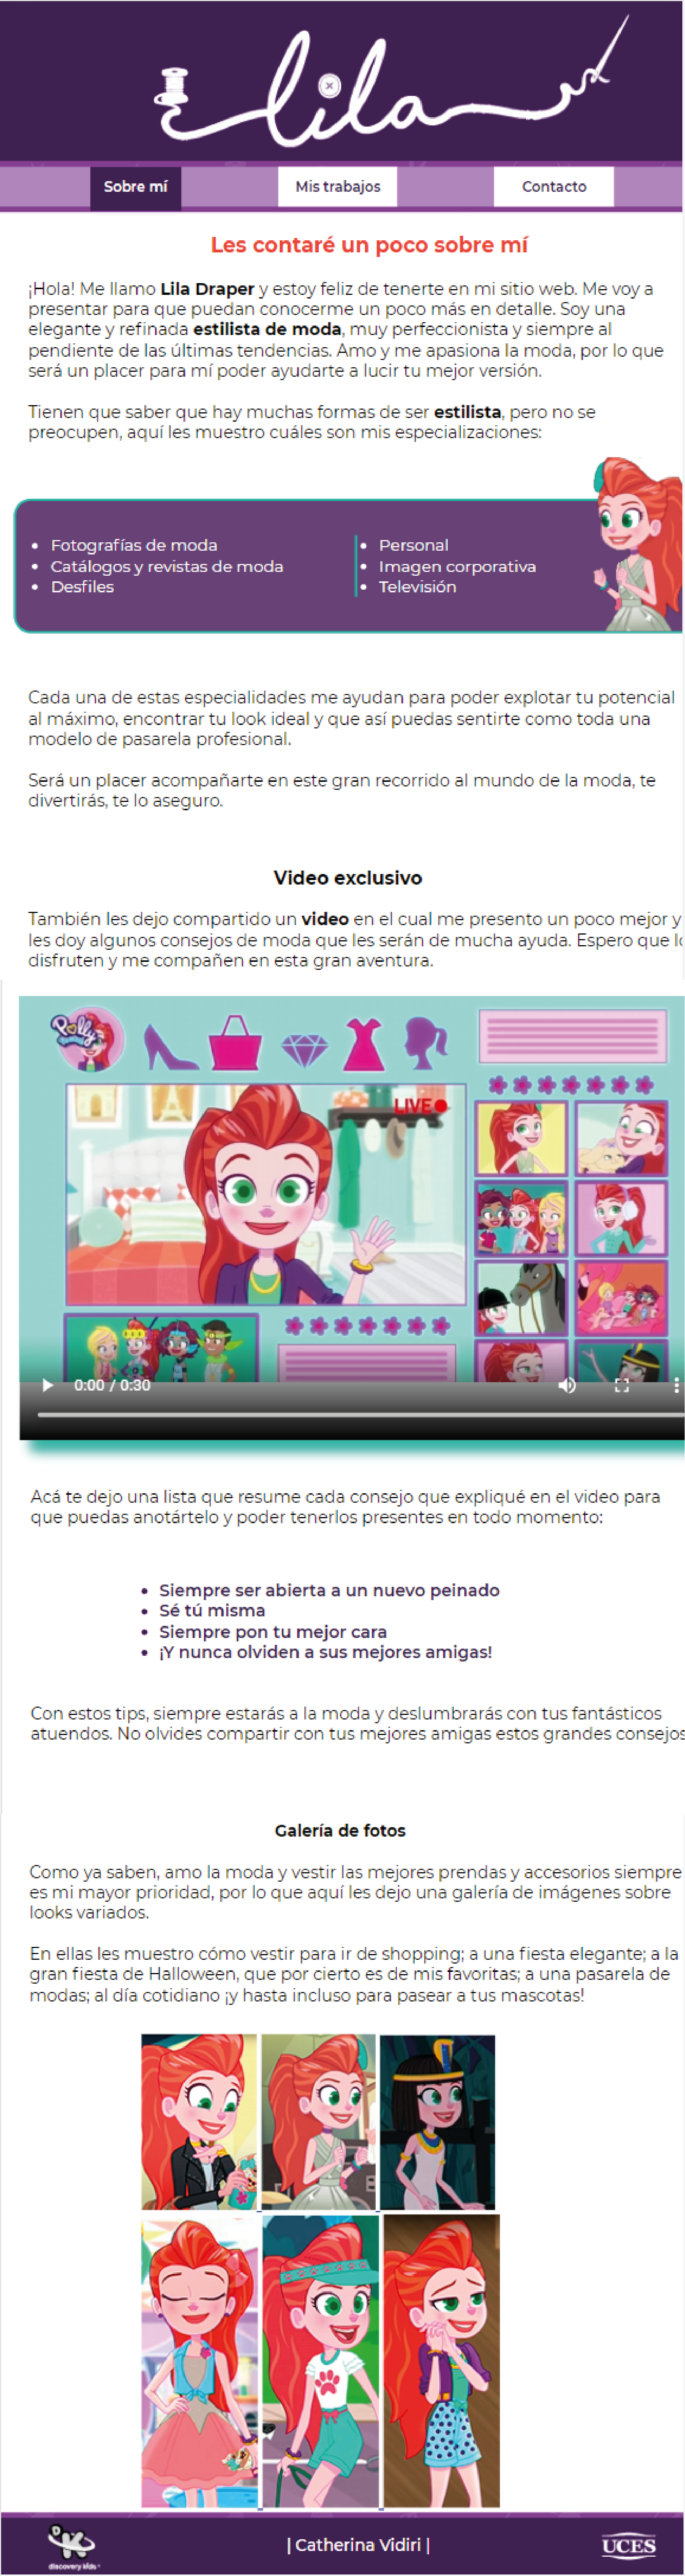 lila
Sobre mí
Mis trabajos
Contacto
Les contaré un poco sobre mí
¡Hola! Me llamo Lila Draper y estoy feliz de tenerte en mi sitio web. Me voy a
presentar para que puedan conocerme un poco más en detalle. Soy una
elegante y refinada estilista de moda, muy perfeccionista y siempre al
pendiente de las últimas tendencias. Amo y me apasiona la moda, por lo que
será un placer para mí poder ayudarte a lucir tu mejor versión.
Tienen que saber que hay muchas formas de ser estilista, pero no se
preocupen, aquí les muestro cuáles son mis especializaciones:
• Fotografías de moda
• Catálogos y revistas de moda
• Desfiles
• Personal
• Imagen corporativa
• Televisión
Cada una de estas especialidades me ayudan para poder explotar tu potencial
al máximo, encontrar tu look ideal y que así puedas sentirte como toda una
modelo de pasarela profesional.
Será un placer acompañarte en este gran recorrido al mundo de la moda, te
divertirás, te lo aseguro.
Video exclusivo
También les dejo compartido un video en el cual me presento un poco mejor y
les doy algunos consejos de moda que les serán de mucha ayuda. Espero que
disfruten y me compañen en esta gran aventura.
Polly
LIVE
0:00 / 0:30
Acá te dejo una lista que resume cada consejo que expliqué en el video para
que puedas anotártelo y poder tenerlos presentes en todo momento:
• Siempre ser abierta a un nuevo peinado
• Sé tú misma
• Siempre pon tu mejor cara
• ¡Y nunca olviden a sus mejores amigas!
Con estos tips, siempre estarás a la moda y deslumbrarás con tus fantásticos
atuendos. No olvides compartir con tus mejores amigas estos grandes consejos
Galería de fotos
Como ya saben, amo la moda y vestir las mejores prendas y accesorios siempre
es mi mayor prioridad, por lo que aquí les dejo una galería de imágenes sobre
looks variados.
En ellas les muestro cómo vestir para ir de shopping; a una fiesta elegante; a la
gran fiesta de Halloween, que por cierto es de mis favoritas; a una pasarela de
modas; al día cotidiano ¡y hasta incluso para pasear a tus mascotas!
DK
discovery kids
| Catherina Vidiri |
UCES